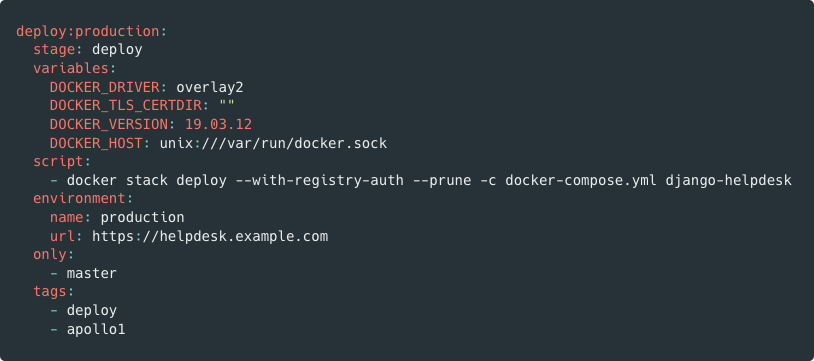 deploy:production:
  stage: deploy
  variables:
    DOCKER_DRIVER: overlay2
    DOCKER_TLS_CERTDIR: ""
    DOCKER_VERSION: 19.03.12
    DOCKER_HOST: unix:///var/run/docker.sock
  script:
    - docker stack deploy --with-registry-auth --prune -c docker-compose.yml django-helpdesk
  environment:
    name: production
    url: https://helpdesk.example.com
  only:
    - master
  tags:
    - deploy
    - apollo1